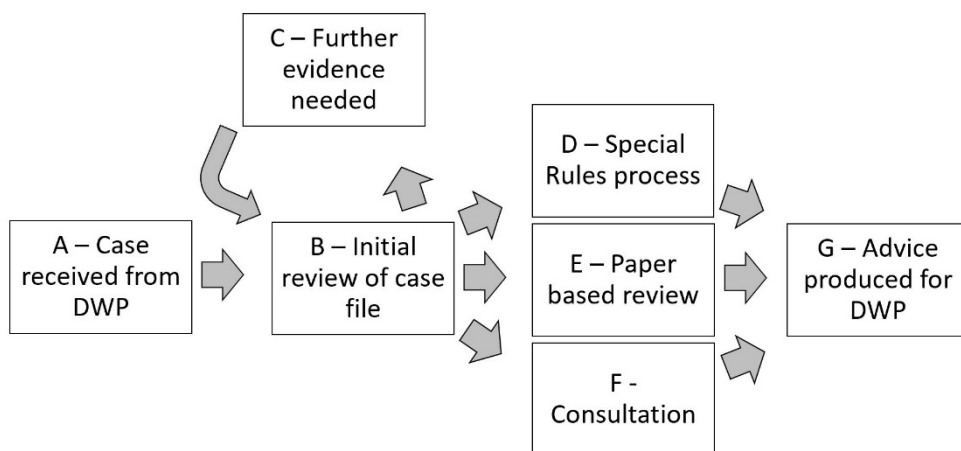 C – Further
evidence
needed
A – Case
received from
DWP
B – Initial
review of case
file
D – Special
Rules process
E – Paper
based review
F -
Consultation
G – Advice
produced for
DWP